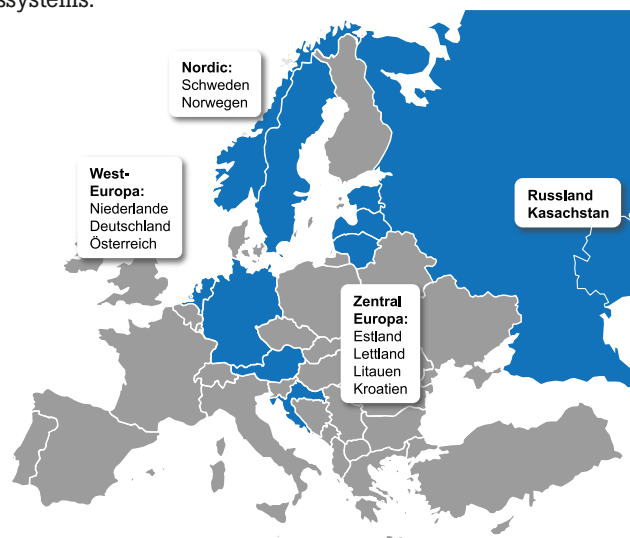 ssystems.
Nordic:
Schweden
Norwegen
West-
Europa:
Niederlande
Deutschland
Österreich
Russland
Kasachstan
Zentral
Europa:
Estland
Lettland
Litauen
Kroatien